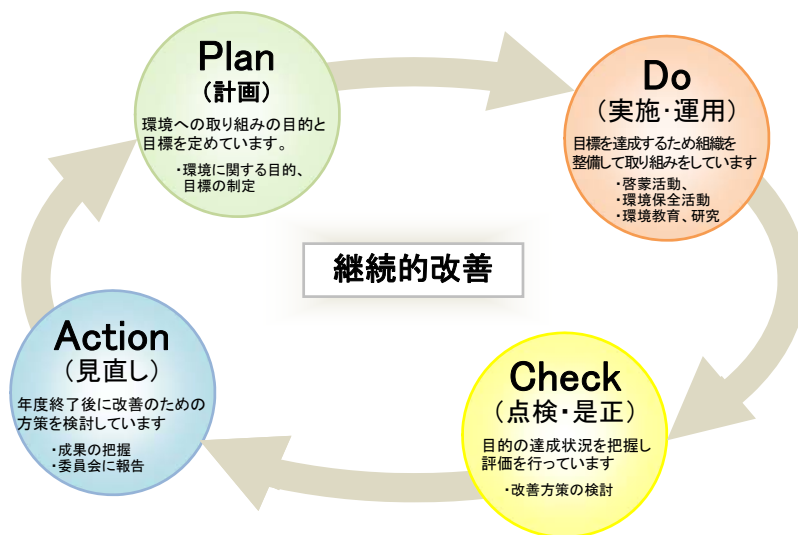 Plan
（計画）
環境への取り組みの目的と
目標を定めています。
・環境に関する目的、
目標の制定
Do
（実施・運用）
目標を達成するため組織を
整備して取り組みをしています
・啓蒙活動、
・環境保全活動
・環境教育、研究
継続的改善
Check
（点検・是正）
目的の達成状況を把握し
評価を行っています
・改善方策の検討
Action
（見直し）
年度終了後に改善のための
方策を検討しています
・成果の把握
・委員会に報告